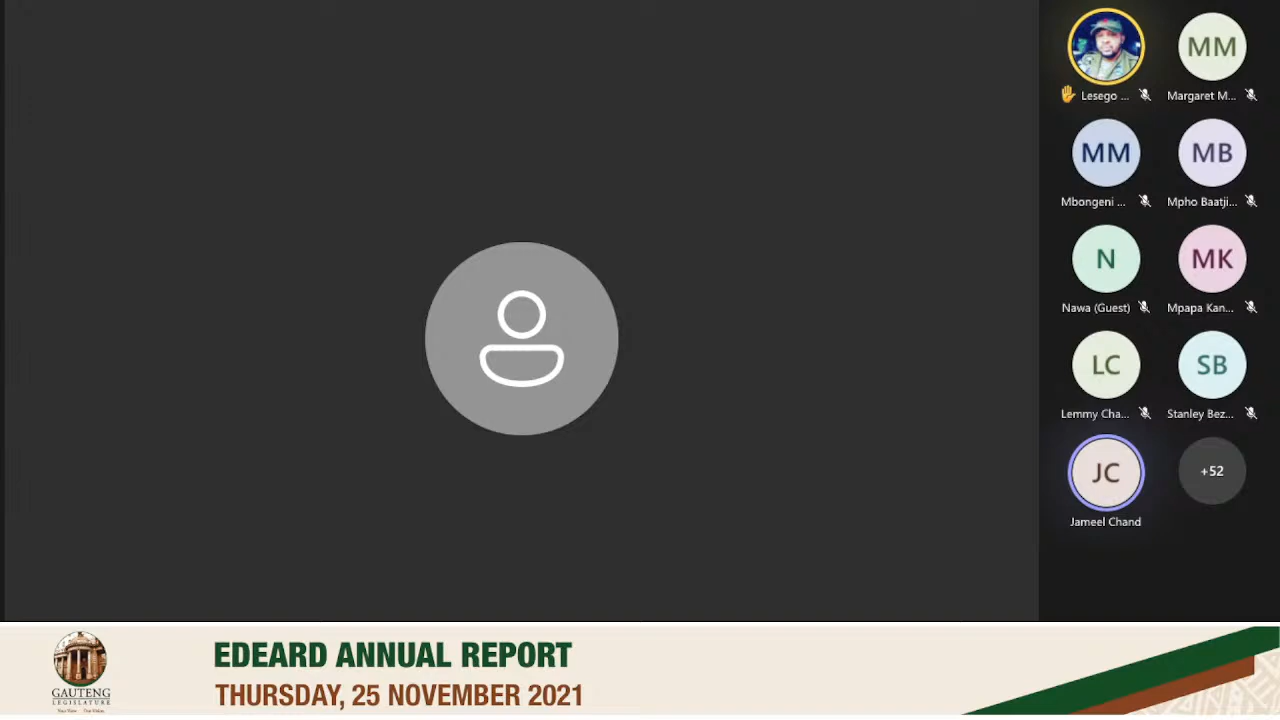 MM
Lesego ...
Margaret M...
MM
MB
Mbongeni ...
Mpho Baatji...
N
MK
Nawa (Guest)
Mpapa Kan...
LC
SB
Lemmy Cha...
Stanley Bez...
JC
+52
Jameel Chand
EDEARD ANNUAL REPORT
THURSDAY, 25 NOVEMBER 2021
GAUTENG
LEGISLATURE